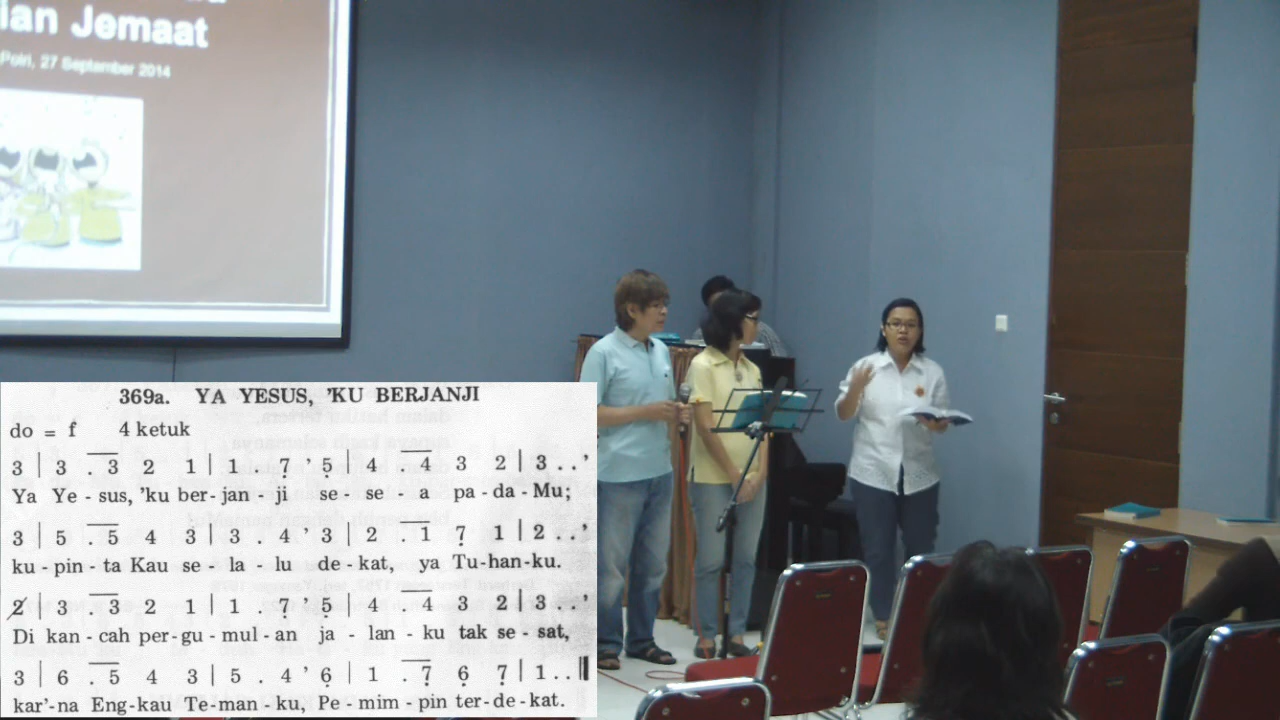 ian Jemaat
Polri, 27 September 2014
369a. YA YESUS, 'KU BERJANJI
do = f 4 ketuk
3 | 3 . 3 2 1 | 1 . 7̣ ' 5̣ | 4 . 4 3 2 | 3 . . '
Ya Ye - sus, 'ku ber - jan - ji se - se - a pa - da - Mu;
3 | 5 . 5 4 3 | 3 . 4 ' 3 | 2 . 1 7̣ 1 | 2 . . '
ku - pin - ta Kau se - la - lu de - kat, ya Tu - han - ku.
2 | 3 . 3 2 1 | 1 . 7̣ ' 5̣ | 4 . 4 3 2 | 3 . . '
Di kan - cah per - gu - mul - an ja - lan - ku tak se - sat,
3 | 6 . 5 4 3 | 5 . 4 ' 6̣ | 1 . 7̣ 6̣ 7̣ | 1 . .
kar'-na Eng - kau Te - man - ku, Pe - mim - pin ter - de - kat.